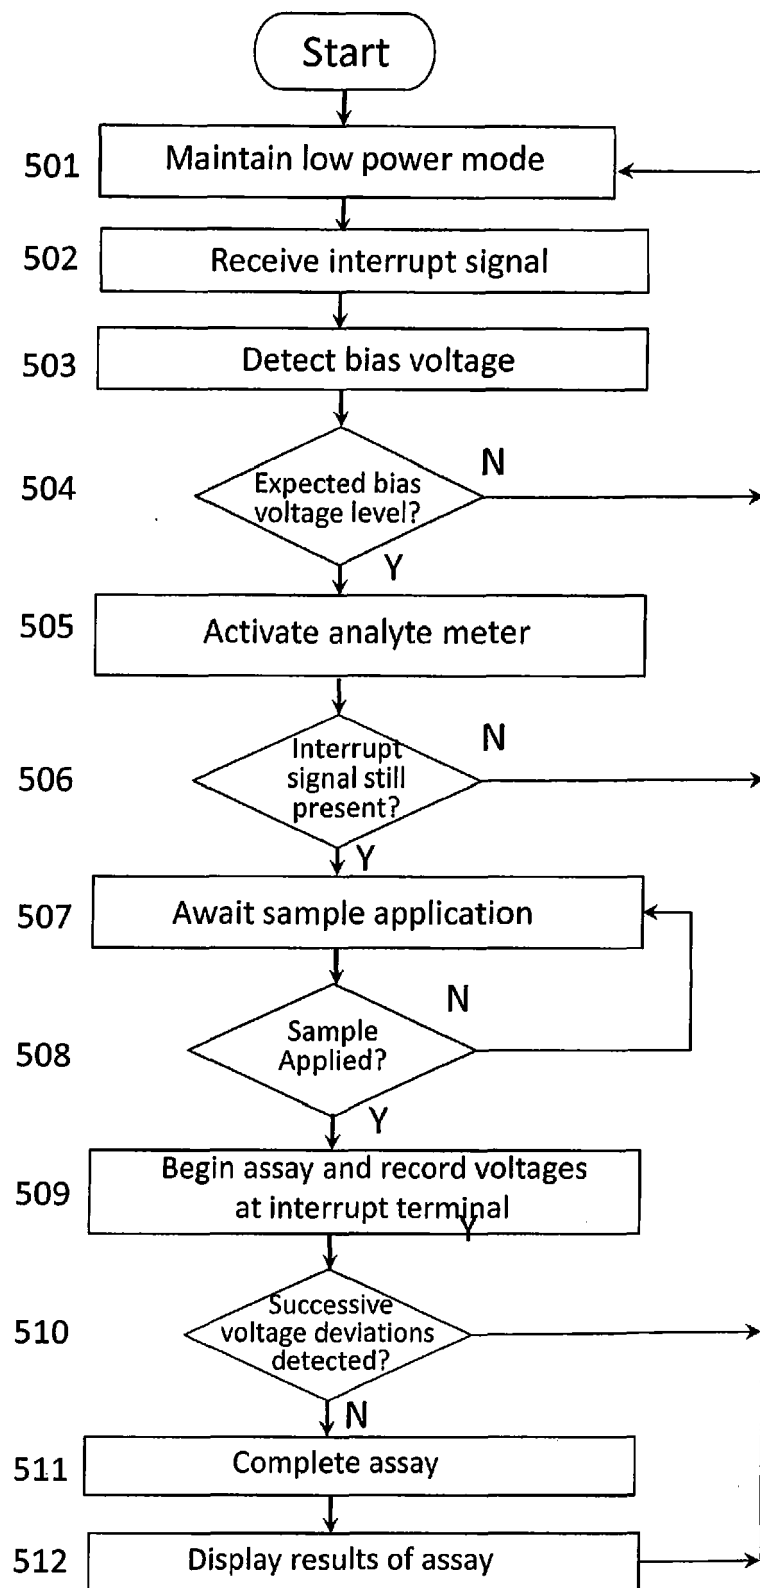 Start
501
Maintain low power mode
502
Receive interrupt signal
503
Detect bias voltage
504
Expected bias
voltage level?
N
Y
505
Activate analyte meter
506
Interrupt
signal still
present?
N
Y
507
Await sample application
508
Sample
Applied?
N
Y
509
Begin assay and record voltages
at interrupt terminal
Y
510
Successive
voltage deviations
detected?
N
511
Complete assay
512
Display results of assay